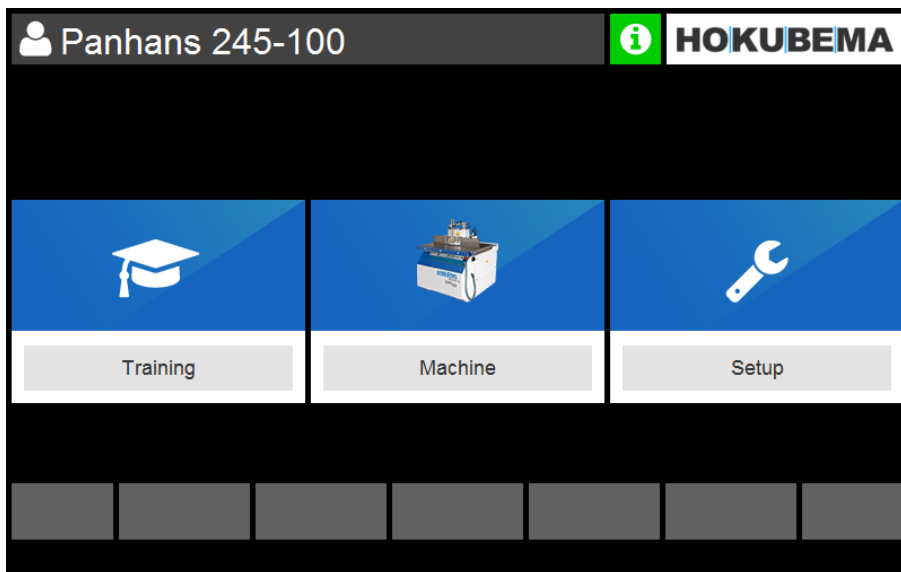 Panhans 245-100
HOKUBEMA
Training
Machine
Setup